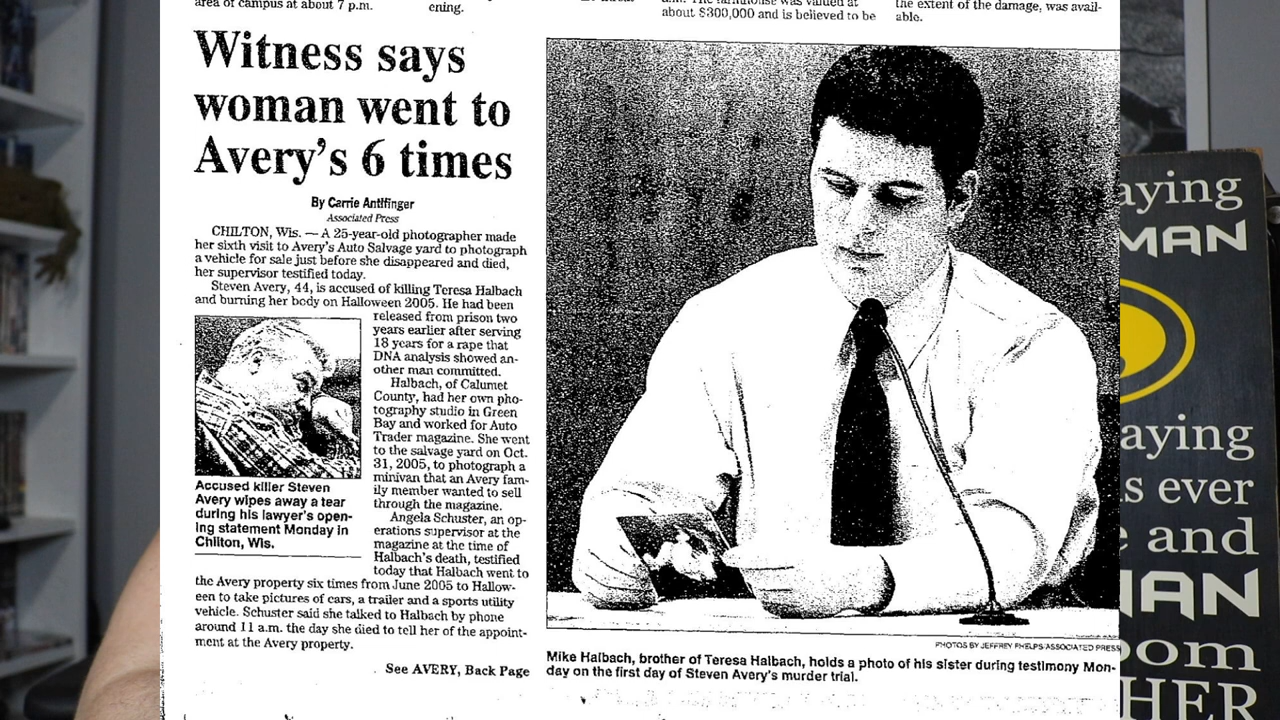 area of campus at about 7 p.m.
ening.
about $300,000 and is believed to be
the extent of the damage, was avail-
able.
Witness says
woman went to
Avery's 6 times
By Carrie Antlfinger
Associated Press
CHILTON, Wis. — A 25-year-old photographer made
her sixth visit to Avery's Auto Salvage yard to photograph
a vehicle for sale just before she disappeared and died,
her supervisor testified today.
Steven Avery, 44, is accused of killing Teresa Halbach
and burning her body on Halloween 2005. He had been
released from prison two
years earlier after serving
18 years for a rape that
DNA analysis showed an-
other man committed.
Halbach, of Calumet
County, had her own pho-
tography studio in Green
Bay and worked for Auto
Trader magazine. She went
to the salvage yard on Oct.
31, 2005, to photograph a
minivan that an Avery fam-
ily member wanted to sell
through the magazine.
Angela Schuster, an op-
erations supervisor at the
magazine at the time of
Halbach's death, testified
today that Halbach went to
the Avery property six times from June 2005 to Hallow-
een to take pictures of cars, a trailer and a sports utility
vehicle. Schuster said she talked to Halbach by phone
around 11 a.m. the day she died to tell her of the appoint-
ment at the Avery property.
See AVERY, Back Page
Accused killer Steven
Avery wipes away a tear
during his lawyer's open-
ing statement Monday in
Chilton, Wis.
PHOTOS BY JEFFREY PHELPS/ASSOCIATED PRESS
Mike Halbach, brother of Teresa Halbach, holds a photo of his sister during testimony Mon-
day on the first day of Steven Avery's murder trial.
aying
MAN
aying
s ever
e and
MAN
om
HER